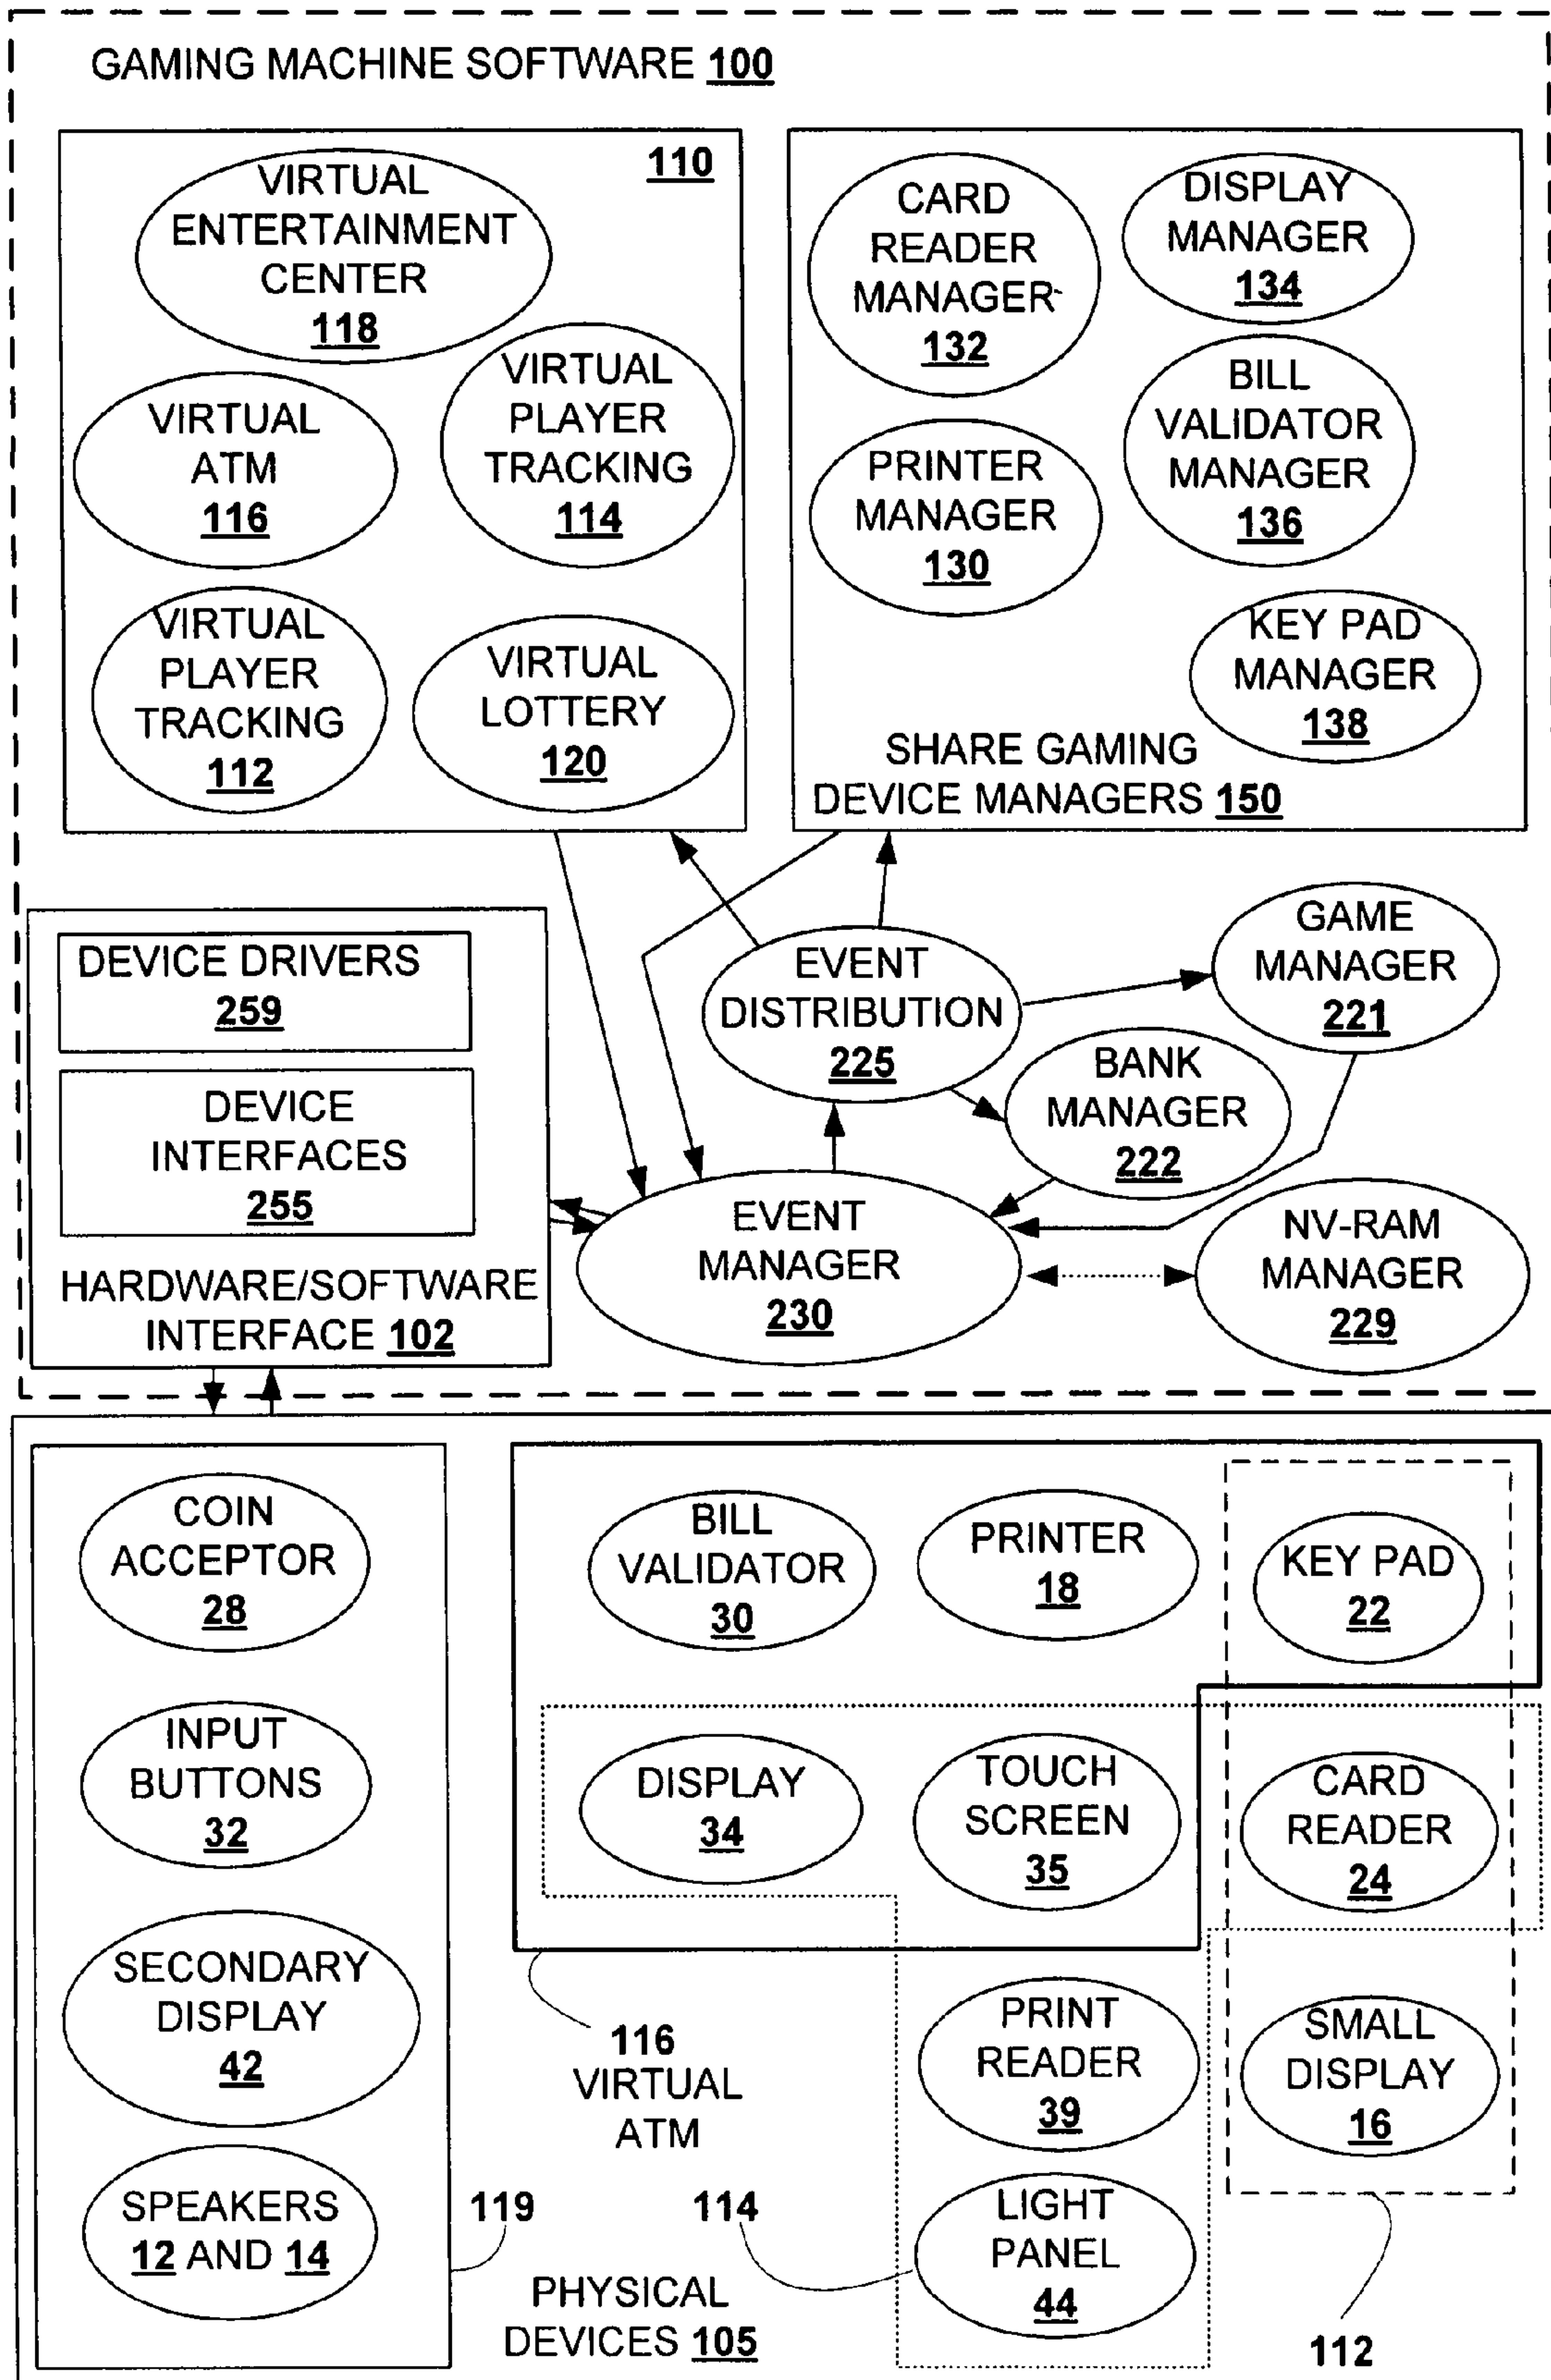 GAMING MACHINE SOFTWARE 100
110
VIRTUAL
ENTERTAINMENT
CENTER
118
VIRTUAL
PLAYER
TRACKING
114
VIRTUAL
ATM
116
VIRTUAL
PLAYER
TRACKING
112
VIRTUAL
LOTTERY
120
CARD
READER
MANAGER
132
DISPLAY
MANAGER
134
BILL
VALIDATOR
MANAGER
136
PRINTER
MANAGER
130
KEY PAD
MANAGER
138
SHARE GAMING
DEVICE MANAGERS 150
DEVICE DRIVERS
259
DEVICE
INTERFACES
255
HARDWARE/SOFTWARE
INTERFACE 102
EVENT
DISTRIBUTION
225
GAME
MANAGER
221
BANK
MANAGER
222
EVENT
MANAGER
230
NV-RAM
MANAGER
229
COIN
ACCEPTOR
28
INPUT
BUTTONS
32
SECONDARY
DISPLAY
42
SPEAKERS
12 AND 14
119
BILL
VALIDATOR
30
PRINTER
18
KEY PAD
22
DISPLAY
34
TOUCH
SCREEN
35
CARD
READER
24
116
VIRTUAL
ATM
PRINT
READER
39
SMALL
DISPLAY
16
114
LIGHT
PANEL
44
112
PHYSICAL
DEVICES 105